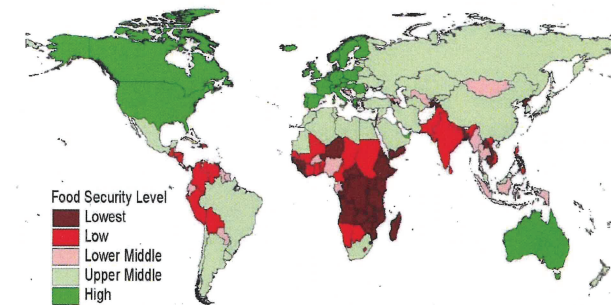 Food Security Level
Lowest
Low
Lower Middle
Upper Middle
High